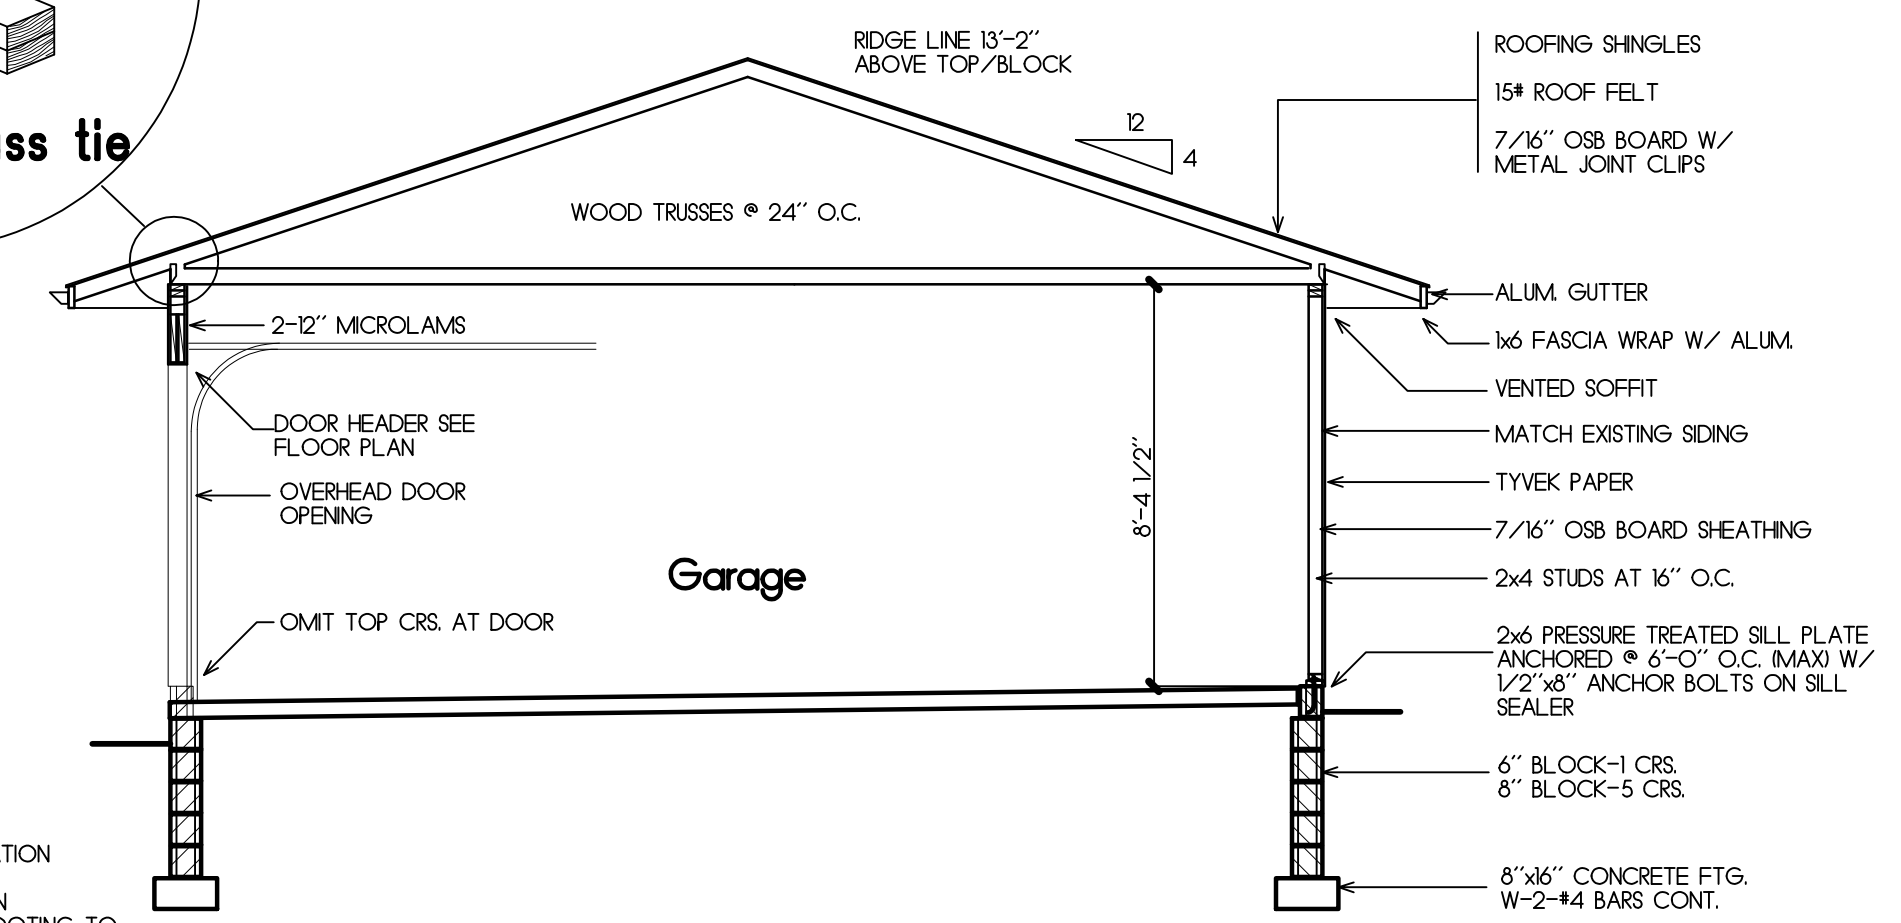 RIDGE LINE 13'-2"
ABOVE TOP/BLOCK
ROOFING SHINGLES
15# ROOF FELT
7/16" OSB BOARD W/
METAL JOINT CLIPS
tie
12
4
WOOD TRUSSES @ 24" O.C.
2-12" MICROLAMS
DOOR HEADER SEE
FLOOR PLAN
OVERHEAD DOOR
OPENING
Garage
OMIT TOP CRS. AT DOOR
8'-4 1/2"
ALUM. GUTTER
1x6 FASCIA WRAP W/ ALUM.
VENTED SOFFIT
MATCH EXISTING SIDING
TYVEK PAPER
7/16" OSB BOARD SHEATHING
2x4 STUDS AT 16" O.C.
2x6 PRESSURE TREATED SILL PLATE
ANCHORED @ 6'-0" O.C. (MAX) W/
1/2"x8" ANCHOR BOLTS ON SILL
SEALER
6" BLOCK-1 CRS.
8" BLOCK-5 CRS.
8"x16" CONCRETE FTG.
W-2-#4 BARS CONT.